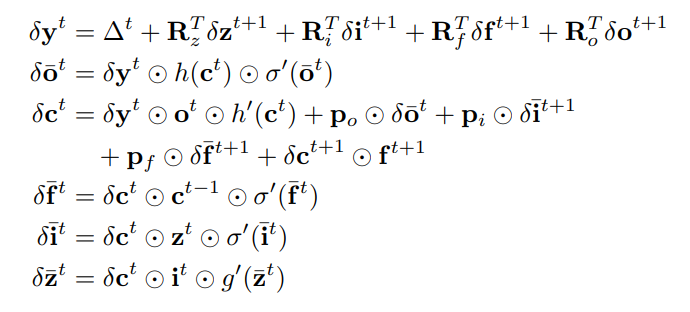 δy^t = Δ^t + R_z^T δz^{t+1} + R_i^T δi^{t+1} + R_f^T δf^{t+1} + R_o^T δo^{t+1}
δō^t = δy^t ⊙ h(c^t) ⊙ σ′(ō^t)
δc^t = δy^t ⊙ o^t ⊙ h′(c^t) + p_o ⊙ δō^t + p_i ⊙ δī^{t+1}
+ p_f ⊙ δf̄^{t+1} + δc^{t+1} ⊙ f^{t+1}
δf̄^t = δc^t ⊙ c^{t−1} ⊙ σ′(f̄^t)
δī^t = δc^t ⊙ z^t ⊙ σ′(ī^t)
δz̄^t = δc^t ⊙ i^t ⊙ g′(z̄^t)